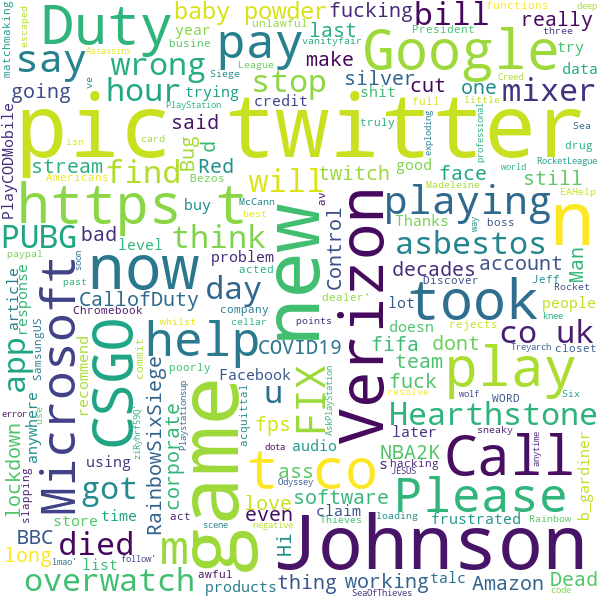 matchmaking escaped Duty baby powder fucking bill functions deep
Assassins unlawful vanityfair President three
say year busine League Siege pay last Google really
wrong hour make try data
going stop silver cut one mixer
PlayCODMobile trying PlayStation credit shit full little
isn card said find will truly exploding professional Sea drug
pic twitter
stream Bug d Red Americans Bezos twitch good face still RocketLeague world
https t buy McCann best av Madeleine Creed EAHelp
PUBG bad think new Verizon playing n
level Control Thanks way boss
problem asbestos Man
article response paypal soon past acted decades account
Microsoft now CallofDuty day Discover Jeff Rocket
Chromebook company dealer' lot took people knee
app SamsungUS whilst cellar points doesn rejects closet
CSGO help COVID19 fifa dont co uk
recommend commit poorly Facebook u FIX team Treyarch
anywhere RainbowSixSiege acquittal AskPlayStation fuck resolve wolf WORD Six play
lockdown error use ziRyhrf59Q' PlayStationsup corporate fps audio later sneaky Hearthstone
game t co s hacking JESUS anytime Call
slapping using dota ass NBA2K b_gardiner
got love software Please
store time act even Odyssey claim frustrated
BBC died m Hi Thieves loading Rainbow
long list scene Johnson
lmao' follow' awful thing working talc Amazon Dead
overwatch products negative SeaOfThieves code